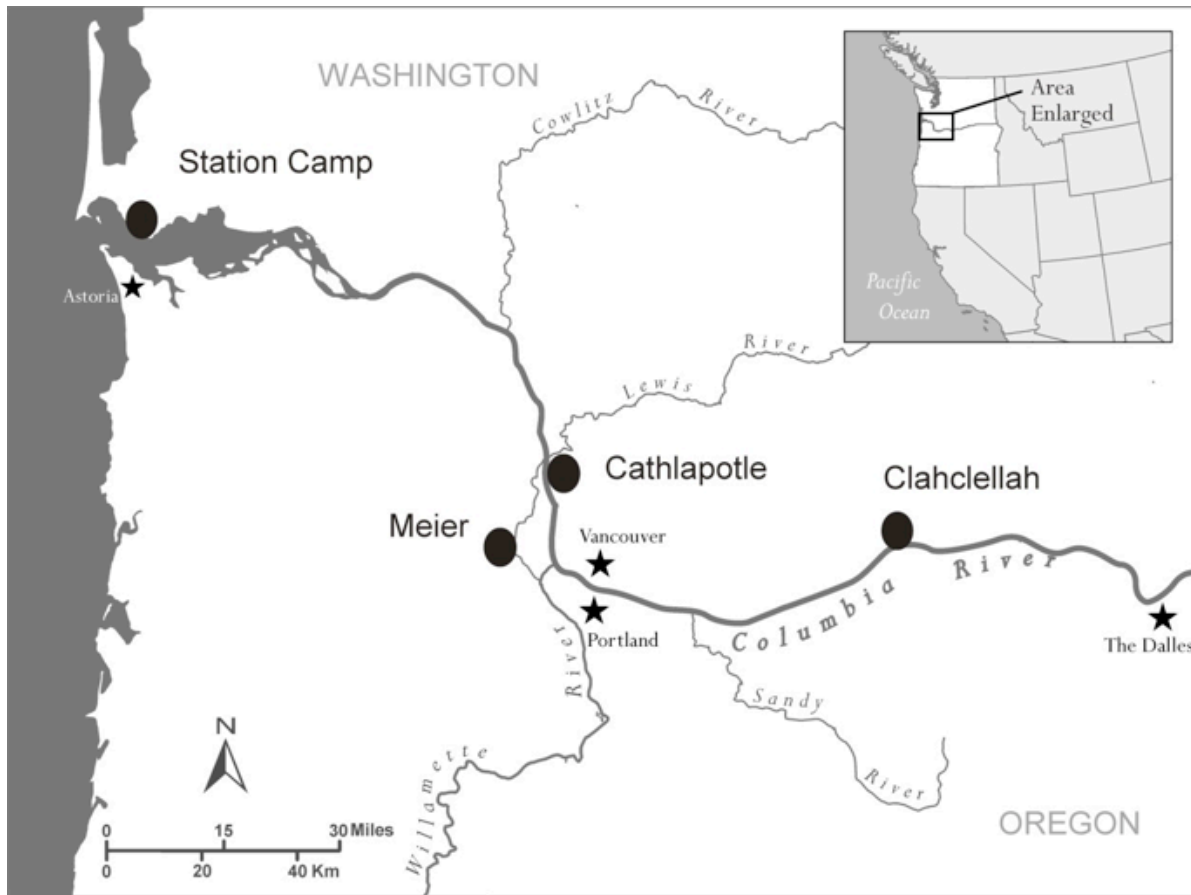 WASHINGTON
Cowlitz River
Area
Enlarged
Station Camp
Pacific
Ocean
Astoria
Lewis River
Cathlapotle
Clahclellah
Meier
Vancouver
Columbia River
Portland
The Dalles
Willamette River
Sandy River
N
0 15 30 Miles
0 20 40 Km
OREGON